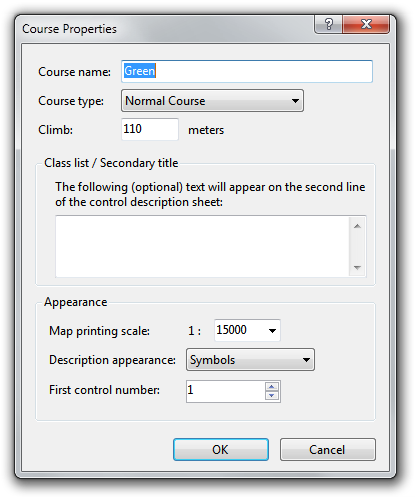 Course Properties
?
Course name: Green
Course type: Normal Course
Climb: 110 meters
Class list / Secondary title
The following (optional) text will appear on the second line
of the control description sheet:
Appearance
Map printing scale: 1 : 15000
Description appearance: Symbols
First control number: 1
OK Cancel